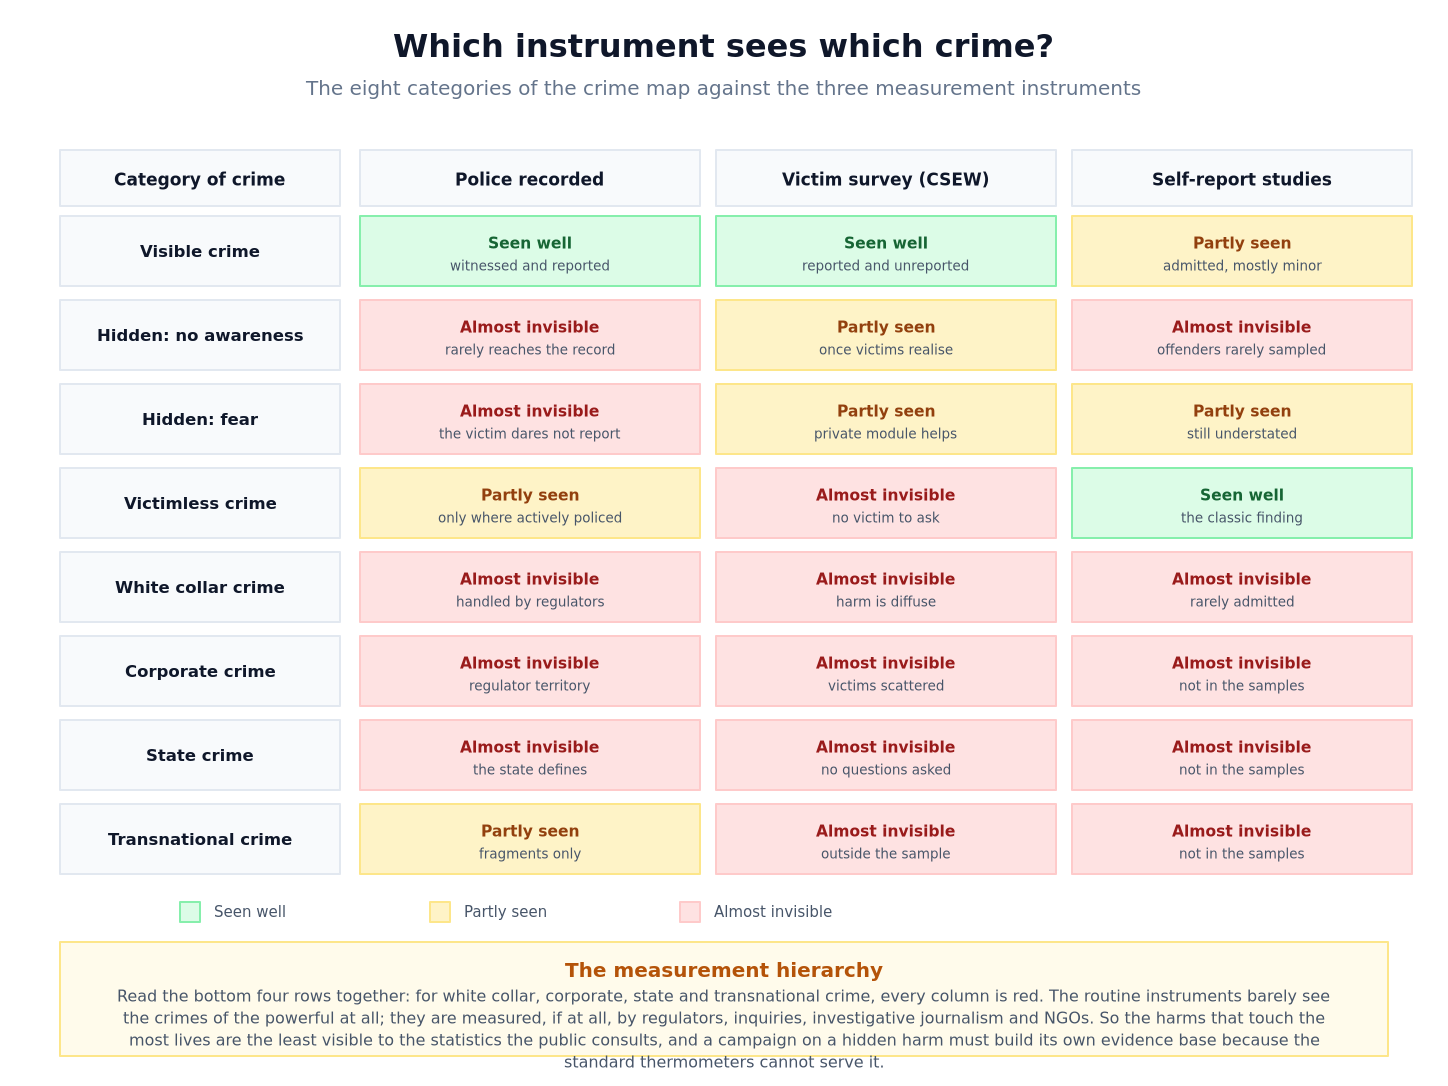 Which instrument sees which crime?
The eight categories of the crime map against the three measurement instruments
Category of crime
Police recorded
Victim survey (CSEW)
Self-report studies
Visible crime
Seen well
witnessed and reported
Seen well
reported and unreported
Partly seen
admitted, mostly minor
Hidden: no awareness
Almost invisible
rarely reaches the record
Partly seen
once victims realise
Almost invisible
offenders rarely sampled
Hidden: fear
Almost invisible
the victim dares not report
Partly seen
private module helps
Partly seen
still understated
Victimless crime
Partly seen
only where actively policed
Almost invisible
no victim to ask
Seen well
the classic finding
White collar crime
Almost invisible
handled by regulators
Almost invisible
harm is diffuse
Almost invisible
rarely admitted
Corporate crime
Almost invisible
regulator territory
Almost invisible
victims scattered
Almost invisible
not in the samples
State crime
Almost invisible
the state defines
Almost invisible
no questions asked
Almost invisible
not in the samples
Transnational crime
Partly seen
fragments only
Almost invisible
outside the sample
Almost invisible
not in the samples
Seen well
Partly seen
Almost invisible
The measurement hierarchy
Read the bottom four rows together: for white collar, corporate, state and transnational crime, every column is red. The routine instruments barely see
the crimes of the powerful at all; they are measured, if at all, by regulators, inquiries, investigative journalism and NGOs. So the harms that touch the
most lives are the least visible to the statistics the public consults, and a campaign on a hidden harm must build its own evidence base because the
standard thermometers cannot serve it.